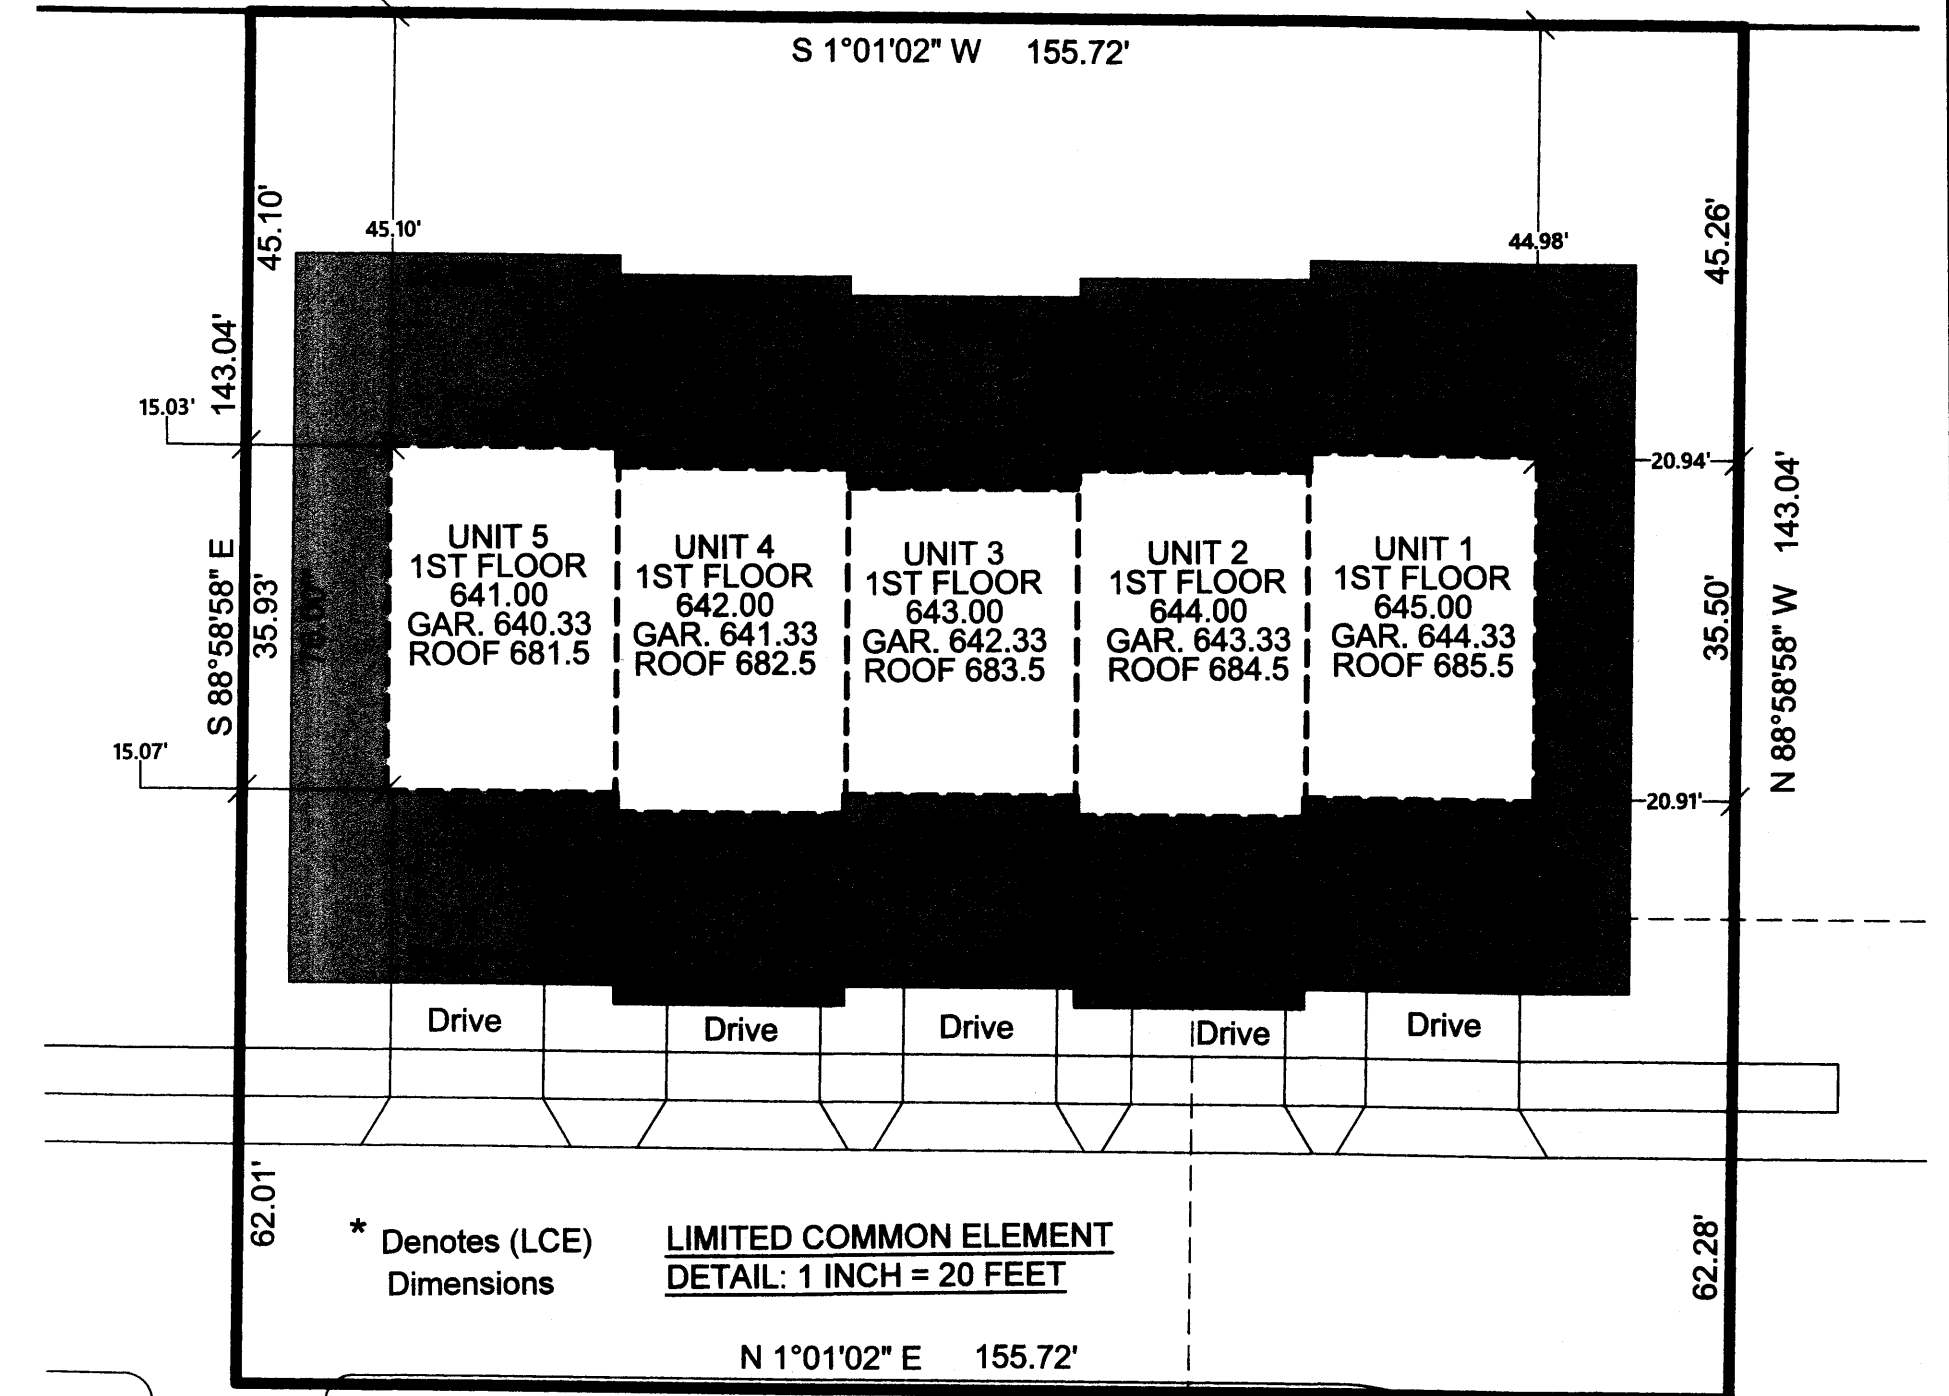 S 1°01'02" W 155.72'
45.10'
45.10'
44.98'
45.26'
143.04'
15.03'
20.94'
N 88°58'58" W 143.04'
S 88°58'58" E
35.93'
35.50'
UNIT 5
1ST FLOOR
641.00
GAR. 640.33
ROOF 681.5
UNIT 4
1ST FLOOR
642.00
GAR. 641.33
ROOF 682.5
UNIT 3
1ST FLOOR
643.00
GAR. 642.33
ROOF 683.5
UNIT 2
1ST FLOOR
644.00
GAR. 643.33
ROOF 684.5
UNIT 1
1ST FLOOR
645.00
GAR. 644.33
ROOF 685.5
15.07'
20.91'
Drive
Drive
Drive
Drive
Drive
62.01'
* Denotes (LCE)
Dimensions
LIMITED COMMON ELEMENT
DETAIL: 1 INCH = 20 FEET
62.28'
N 1°01'02" E 155.72'